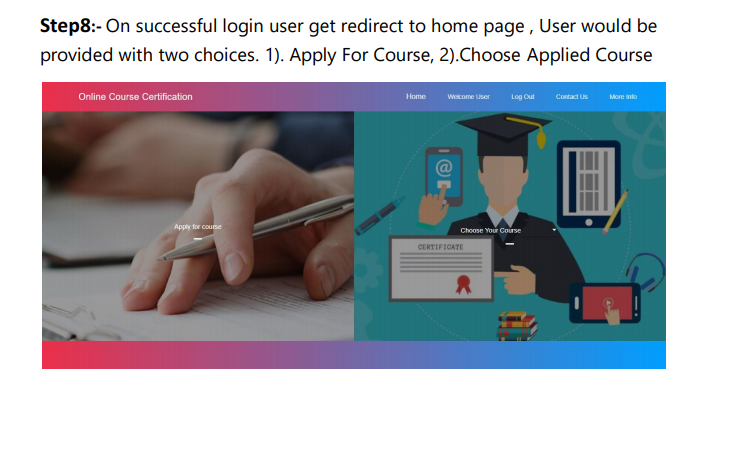 Step8:- On successful login user get redirect to home page , User would be
provided with two choices. 1). Apply For Course, 2).Choose Applied Course
Online Course Certification
Home
Welcome User
Log Out
Contact Us
More Info
Apply for course
Choose Your Course
@
CERTIFICATE